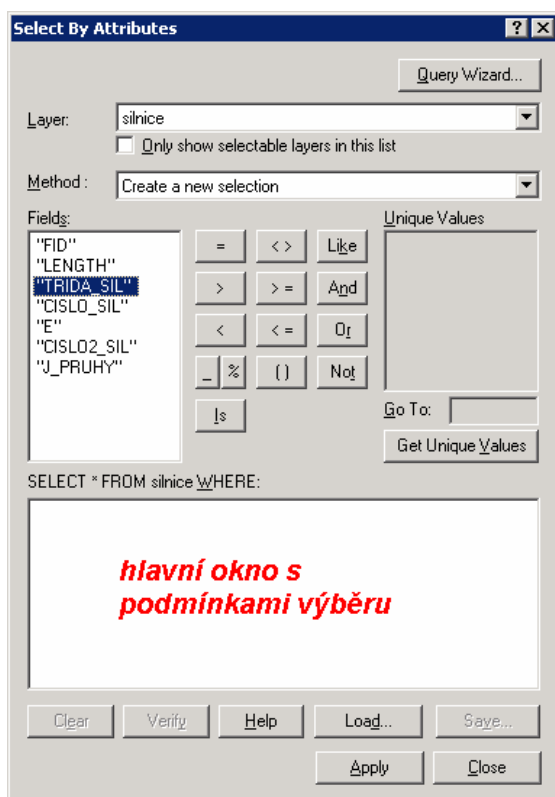 Select By Attributes
Query Wizard...
Layer: silnice
Only show selectable layers in this list
Method : Create a new selection
Fields: Unique Values
"FID" = < > Like
"LENGTH"
"TRIDA_SIL" > > = And
"CISLO_SIL"
"E" < < = Or
"CISLO2_SIL"
"J_PRUHY" _ % ( ) Not
Is Go To:
Get Unique Values
SELECT * FROM silnice WHERE:
hlavní okno s
podmínkami výběru
Clear Verify Help Load... Save...
Apply Close